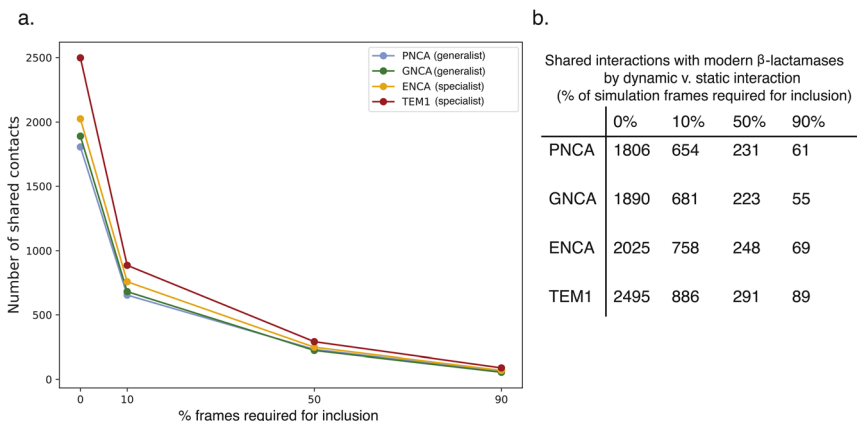 a.
Number of shared contacts
2500
2000
1500
1000
500
0
0
10
50
90
% frames required for inclusion
PNCA (generalist)
GNCA (generalist)
ENCA (specialist)
TEM1 (specialist)
b.
Shared interactions with modern β-lactamases
by dynamic v. static interaction
(% of simulation frames required for inclusion)
0% 10% 50% 90%
PNCA 1806 654 231 61
GNCA 1890 681 223 55
ENCA 2025 758 248 69
TEM1 2495 886 291 89